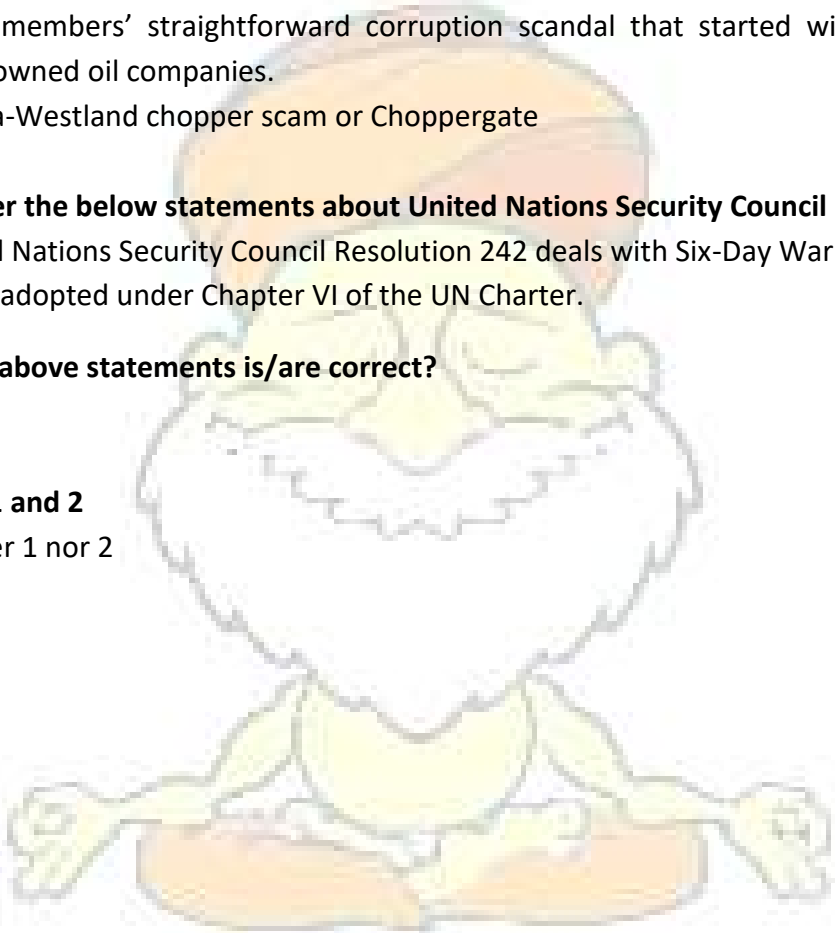 members’ straightforward corruption scandal that started wi
owned oil companies.
a-Westland chopper scam or Choppergate
er the below statements about United Nations Security Council
d Nations Security Council Resolution 242 deals with Six-Day War
adopted under Chapter VI of the UN Charter.
above statements is/are correct?
1 and 2
er 1 nor 2